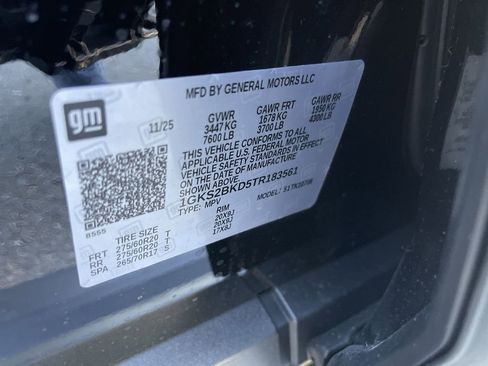 MFD BY GENERAL MOTORS LLC
gm
11/25
GVWR GAWR FRT GAWR RR
3447 KG 1678 KG 1950 KG
7600 LB 3700 LB 4300 LB
THIS VEHICLE CONFORMS TO ALL
APPLICABLE U.S. FEDERAL MOTOR
VEHICLE SAFETY STANDARDS IN EFFECT
ON THE DATE OF MANUFACTURE
SHOWN ABOVE.
1GKS2BKD5TR183561
TYPE: MPV MODEL:
8565
TIRE SIZE RIM
FRT 275/60R20 T 20X9J
RR 275/60R20 T 20X9J
SPA 265/70R17 S 17X8J